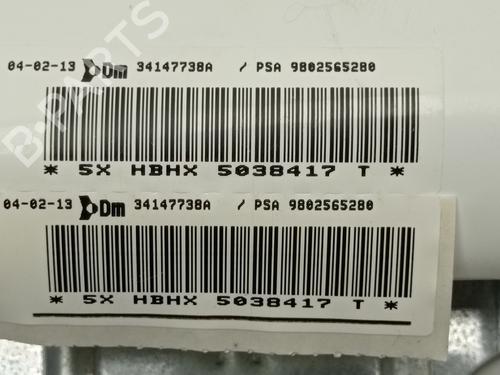 04-02-13 Dm 34147738A / PSA 9802565280
* 5X HBHX 5038417 T *
04-02-13 Dm 34147738A / PSA 9802565280
* 5X HBHX 5038417 T *
B-PARTS